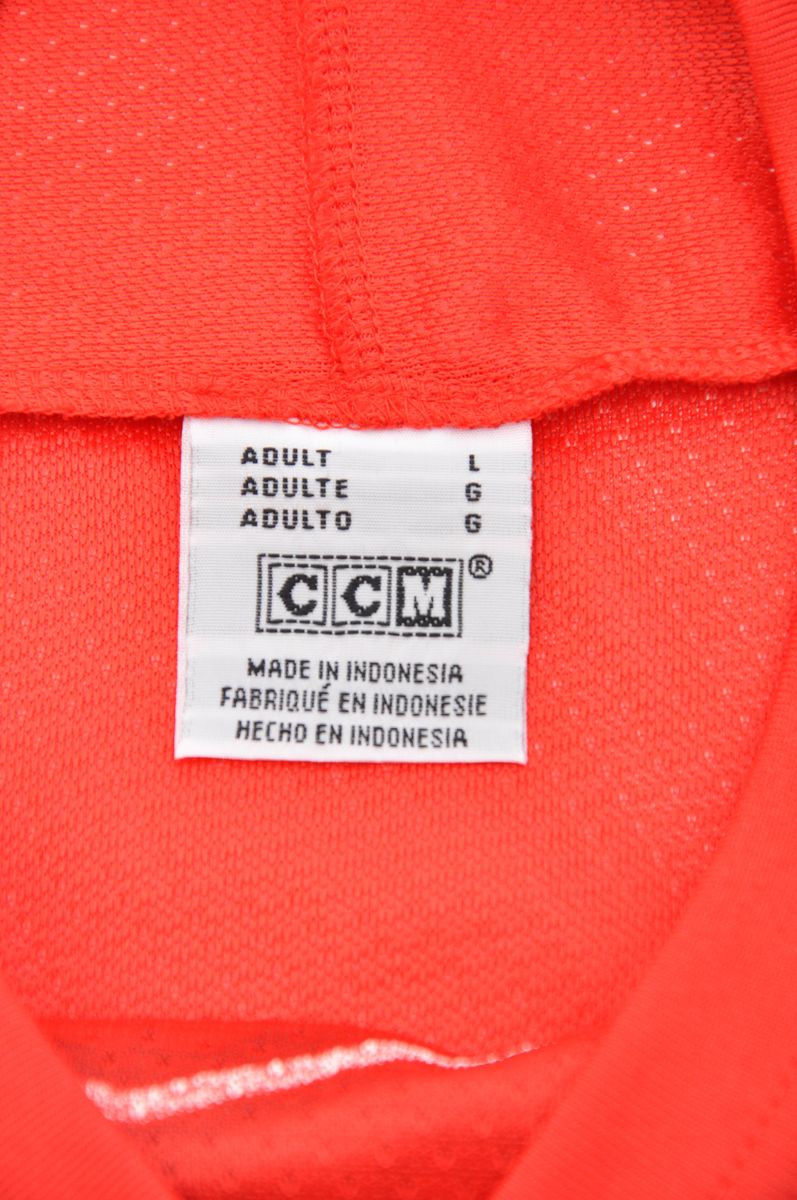 ADULT L
ADULTE G
ADULTO G
CCM®
MADE IN INDONESIA
FABRIQUÉ EN INDONESIE
HECHO EN INDONESIA